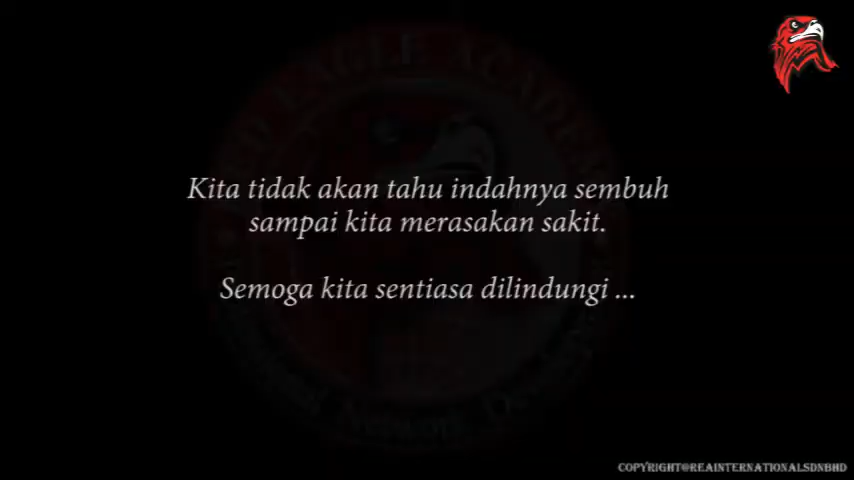 Kita tidak akan tahu indahnya sembuh
sampai kita merasakan sakit.
Semoga kita sentiasa dilindungi ...
COPYRIGHT@REAINTERNATIONALSDNBHD